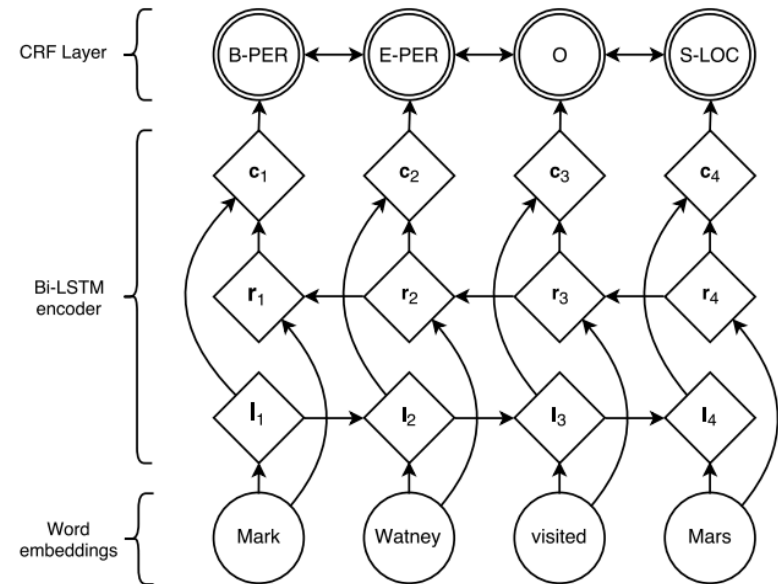 CRF Layer
B-PER E-PER O S-LOC
c₁ c₂ c₃ c₄
Bi-LSTM
encoder
r₁ r₂ r₃ r₄
l₁ l₂ l₃ l₄
Word
embeddings
Mark Watney visited Mars